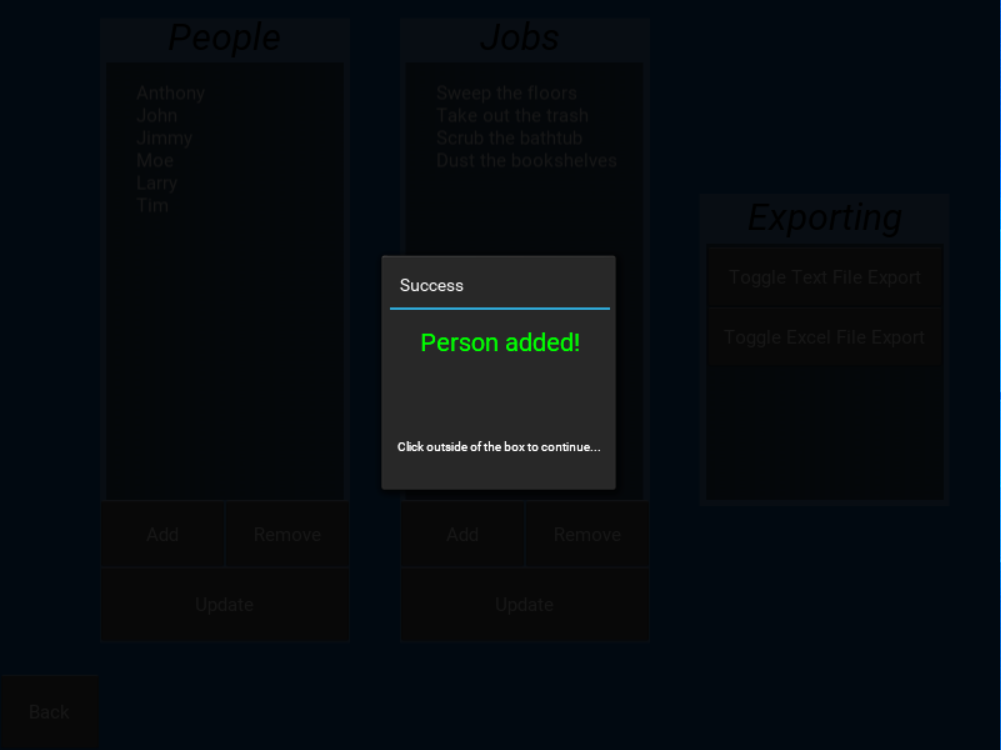 People
Anthony
John
Jimmy
Moe
Larry
Tim
Add
Remove
Update
Jobs
Sweep the floors
Take out the trash
Scrub the bathtub
Dust the bookshelves
Add
Remove
Update
Exporting
Toggle Text File Export
Toggle Excel File Export
Success
Person added!
Click outside of the box to continue...
Back